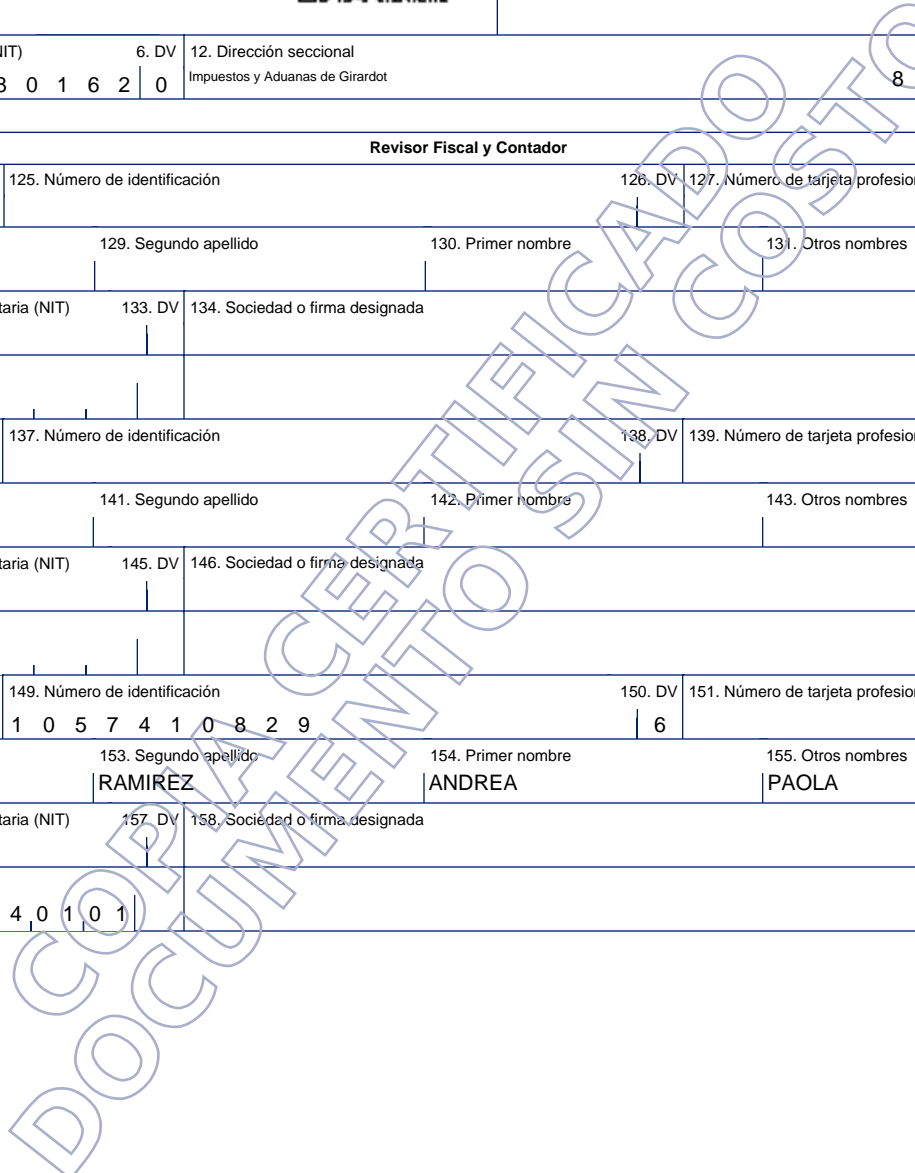 IIT) 6. DV 12. Dirección seccional
3 0 1 6 2 0 Impuestos y Aduanas de Girardot 8
Revisor Fiscal y Contador
125. Número de identificación 126. DV 127. Número de tarjeta profesion
129. Segundo apellido 130. Primer nombre 131. Otros nombres
taria (NIT) 133. DV 134. Sociedad o firma designada
137. Número de identificación 138. DV 139. Número de tarjeta profesion
141. Segundo apellido 142. Primer nombre 143. Otros nombres
taria (NIT) 145. DV 146. Sociedad o firma designada
149. Número de identificación 150. DV 151. Número de tarjeta profesion
1 0 5 7 4 1 0 8 2 9 6
153. Segundo apellido 154. Primer nombre 155. Otros nombres
RAMIREZ ANDREA PAOLA
taria (NIT) 157. DV 158. Sociedad o firma designada
4 0 1 0 1
COPIA CERTIFICADO
DOCUMENTO SIN COSTO